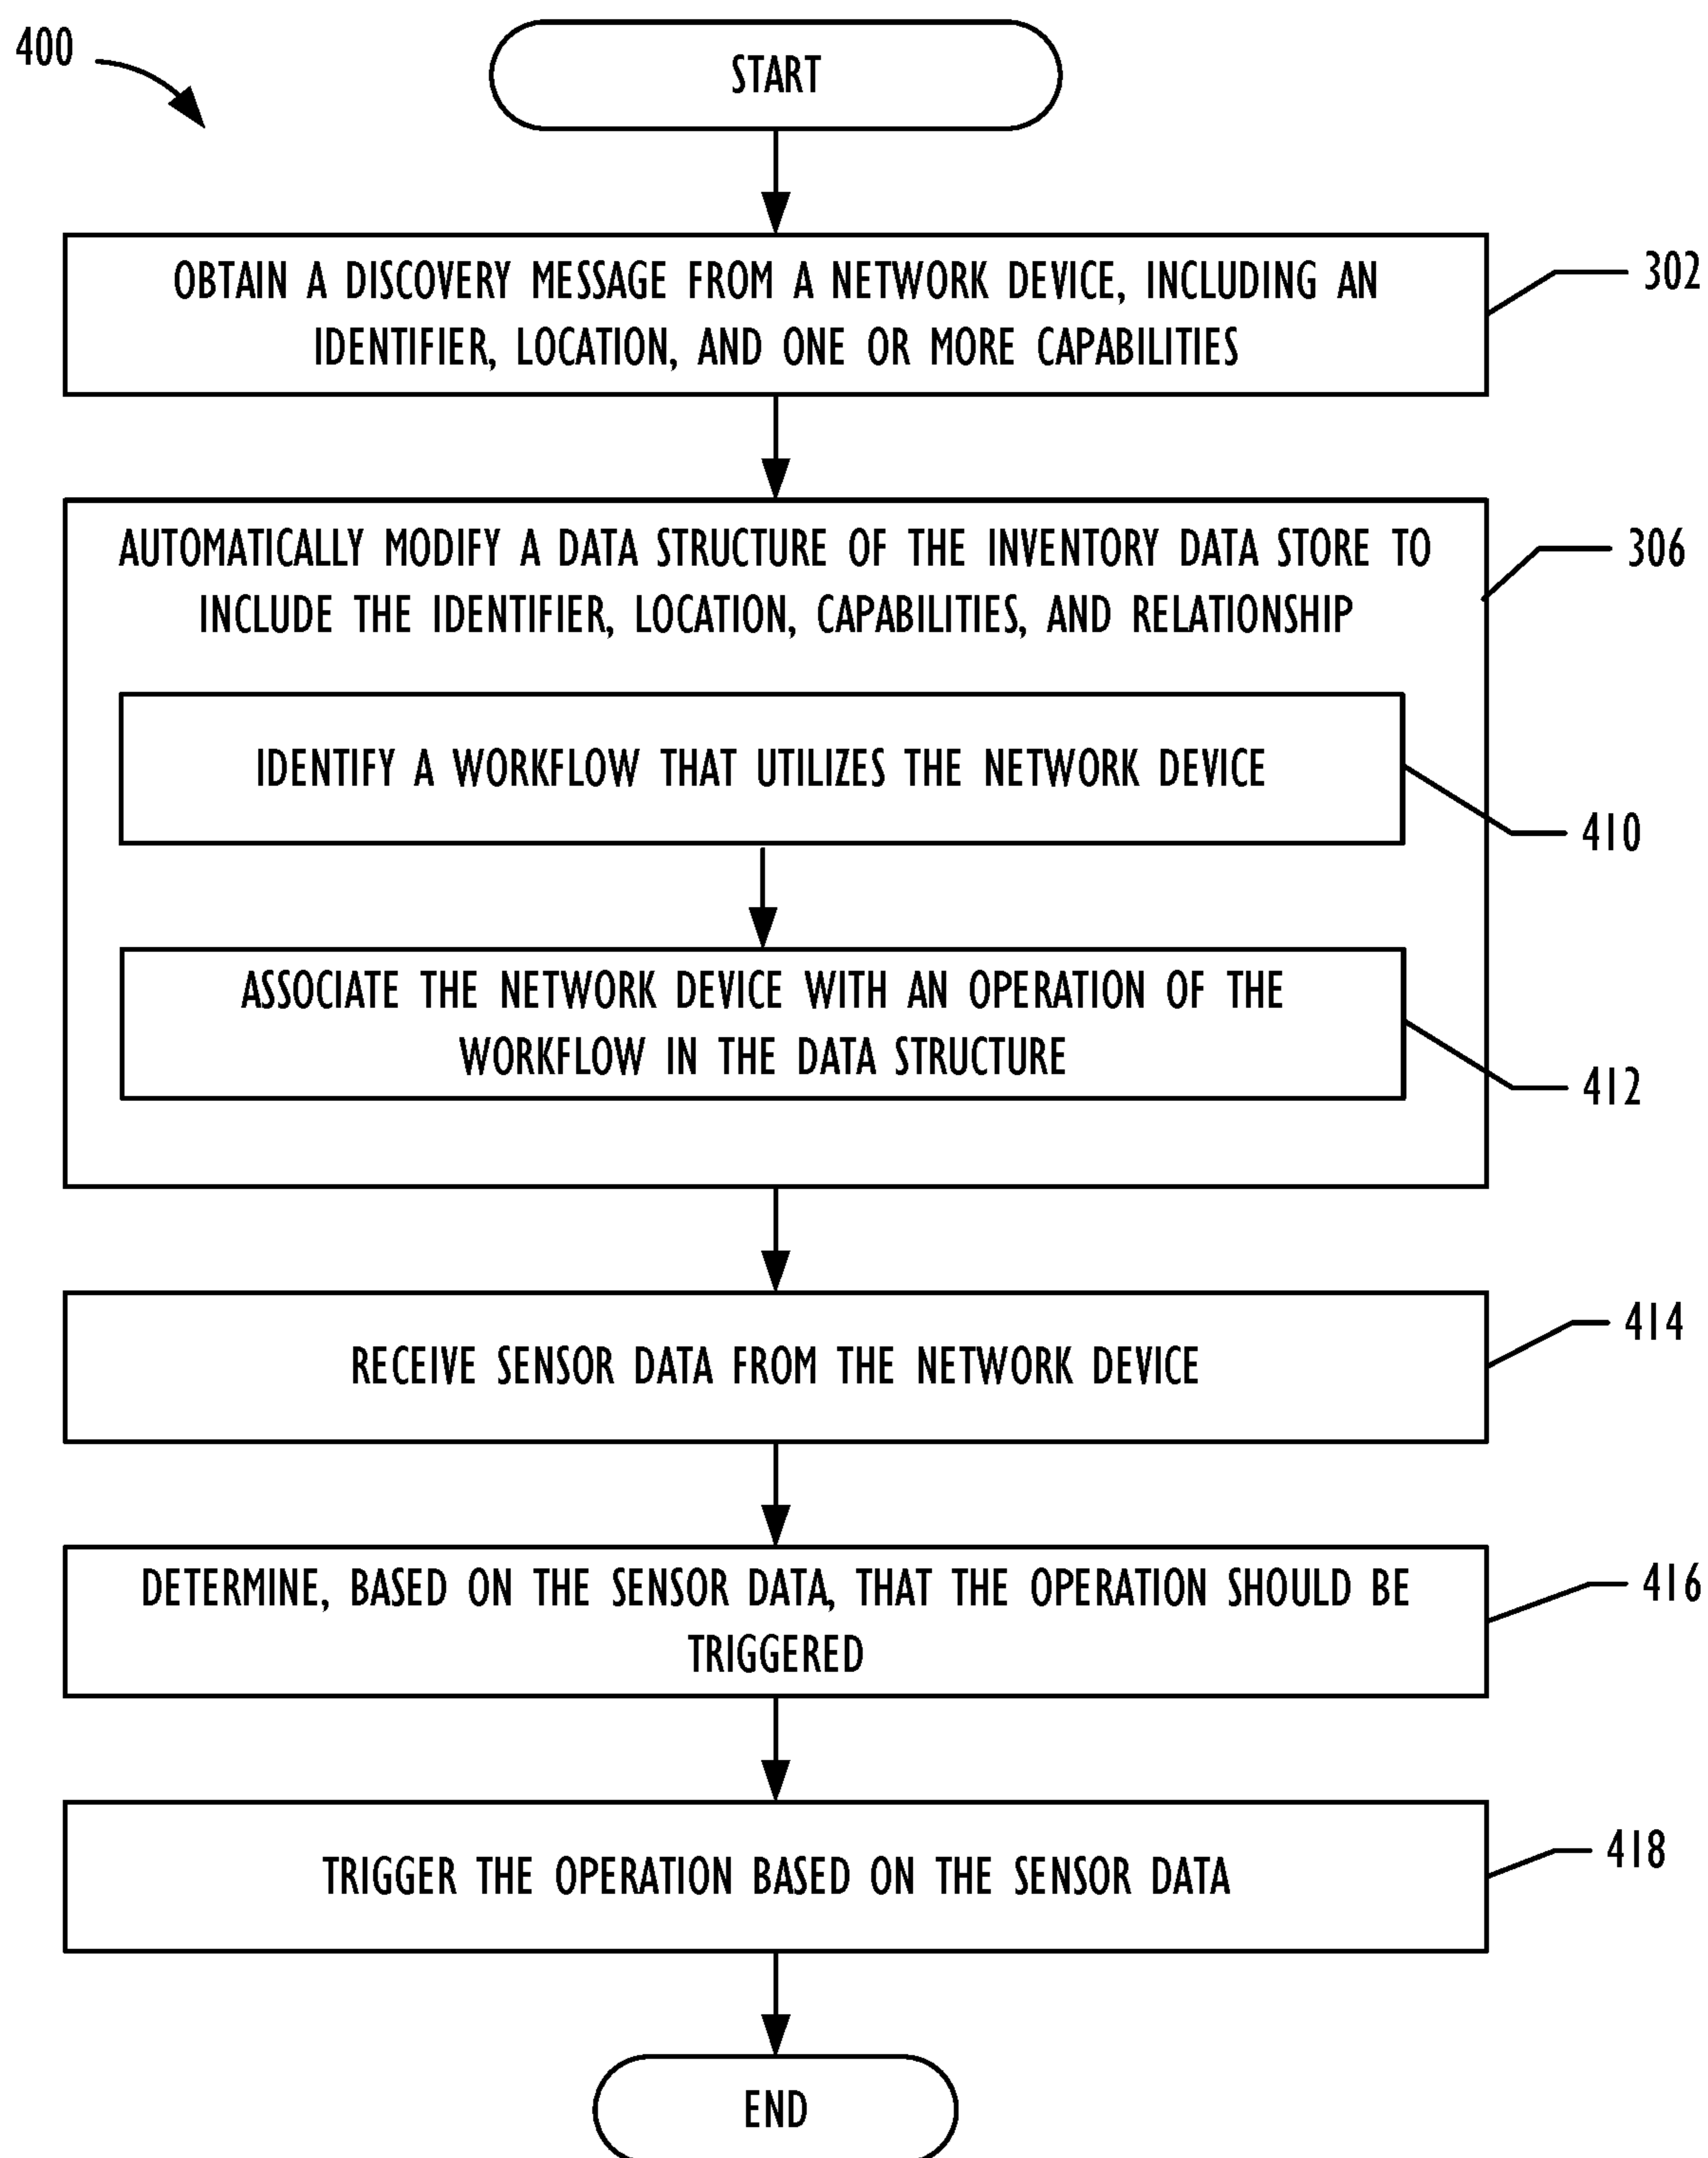 400
START
OBTAIN A DISCOVERY MESSAGE FROM A NETWORK DEVICE, INCLUDING AN
IDENTIFIER, LOCATION, AND ONE OR MORE CAPABILITIES
302
AUTOMATICALLY MODIFY A DATA STRUCTURE OF THE INVENTORY DATA STORE TO
INCLUDE THE IDENTIFIER, LOCATION, CAPABILITIES, AND RELATIONSHIP
306
IDENTIFY A WORKFLOW THAT UTILIZES THE NETWORK DEVICE
410
ASSOCIATE THE NETWORK DEVICE WITH AN OPERATION OF THE
WORKFLOW IN THE DATA STRUCTURE
412
RECEIVE SENSOR DATA FROM THE NETWORK DEVICE
414
DETERMINE, BASED ON THE SENSOR DATA, THAT THE OPERATION SHOULD BE
TRIGGERED
416
TRIGGER THE OPERATION BASED ON THE SENSOR DATA
418
END